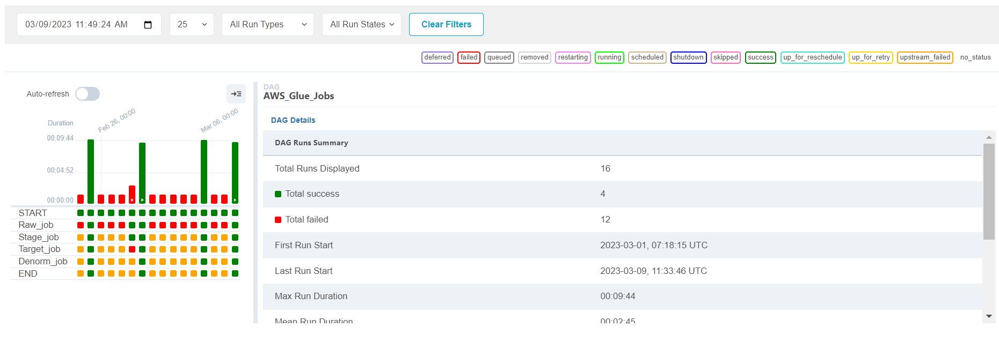 03/09/2023 11:49:24 AM 25 All Run Types All Run States Clear Filters
deferred failed queued removed restarting running scheduled shutdown skipped success up_for_reschedule up_for_retry upstream_failed no_status
Auto-refresh
Duration
Feb 26, 00:00
Mar 06, 00:00
00:09:44
00:04:52
00:00:00
START
Raw_job
Stage_job
Target_job
Denorm_job
END
DAG
AWS_Glue_Jobs
DAG Details
DAG Runs Summary
Total Runs Displayed 16
Total success 4
Total failed 12
First Run Start 2023-03-01, 07:18:15 UTC
Last Run Start 2023-03-09, 11:33:46 UTC
Max Run Duration 00:09:44
Mean Run Duration 00:02:45